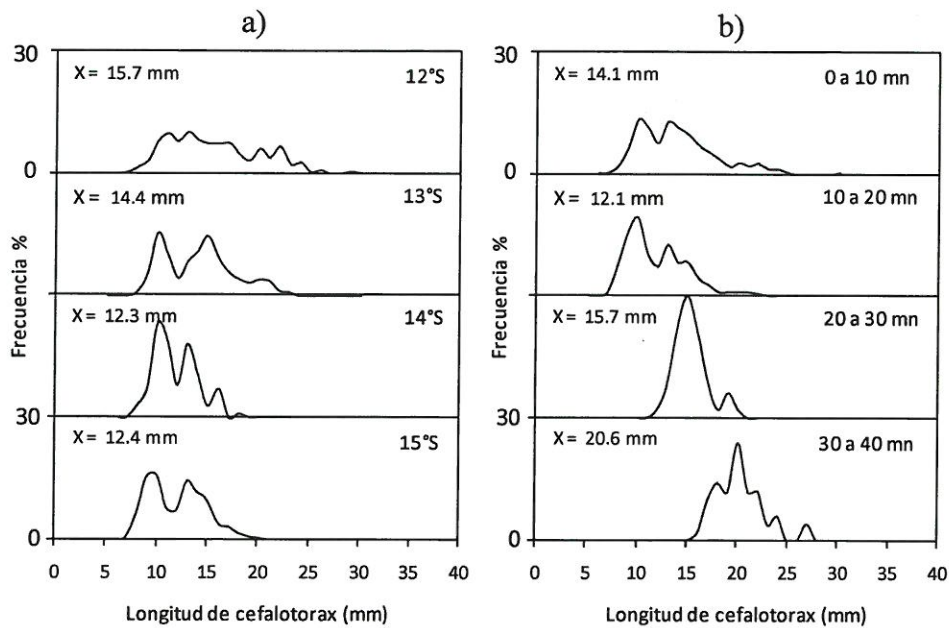 a)
30
X = 15.7 mm
12°S
0
X = 14.4 mm
13°S
X = 12.3 mm
14°S
30
X = 12.4 mm
15°S
0
Frecuencia %
0 5 10 15 20 25 30 35 40
Longitud de cefalotorax (mm)
b)
30
X = 14.1 mm
0 a 10 mn
0
X = 12.1 mm
10 a 20 mn
X = 15.7 mm
20 a 30 mn
30
X = 20.6 mm
30 a 40 mn
0
Frecuencia %
0 5 10 15 20 25 30 35 40
Longitud de cefalotorax (mm)